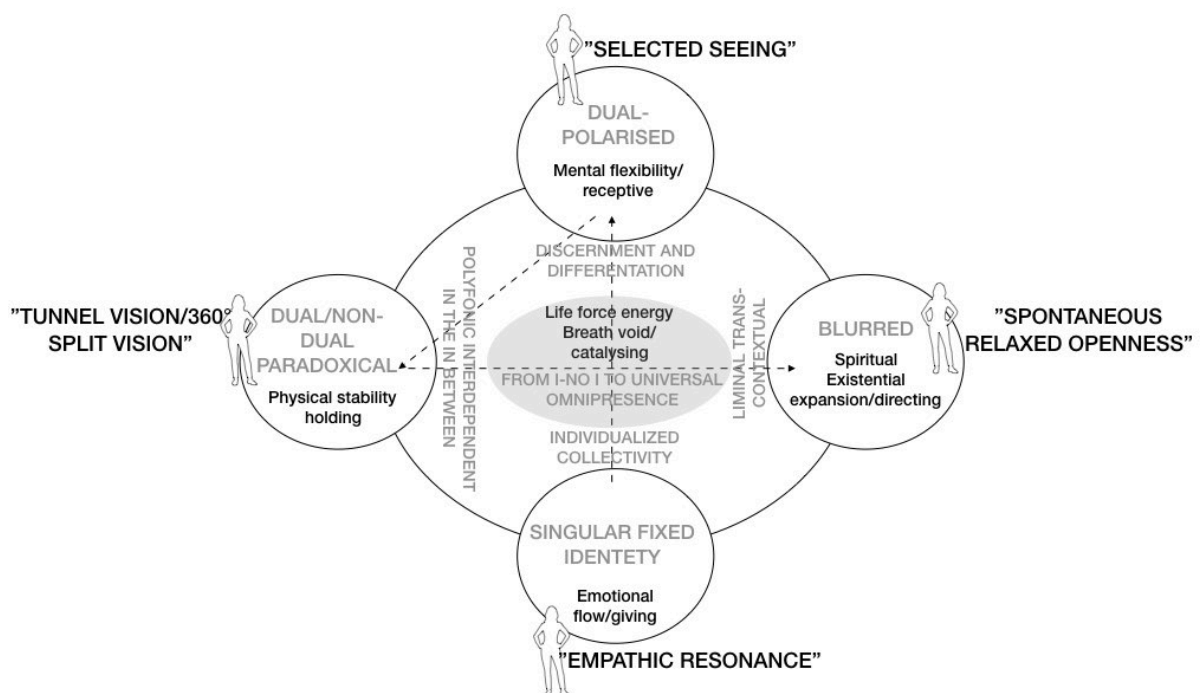 "SELECTED SEEING"
DUAL-
POLARISED
Mental flexibility/
receptive
DISCERNMENT AND
DIFFERENTATION
POLYFONIC INTERDEPENDENT
IN THE IN BETWEEN
"TUNNEL VISION/360°
SPLIT VISION"
DUAL/NON-
DUAL
PARADOXICAL
Physical stability
holding
Life force energy
Breath void/
catalysing
FROM I-NO I TO UNIVERSAL
OMNIPRESENCE
LIMINAL TRANS-
CONTEXTUAL
BLURRED
Spiritual
Existential
expansion/directing
"SPONTANEOUS
RELAXED OPENNESS"
INDIVIDUALIZED
COLLECTIVITY
SINGULAR FIXED
IDENTETY
Emotional
flow/giving
"EMPATHIC RESONANCE"